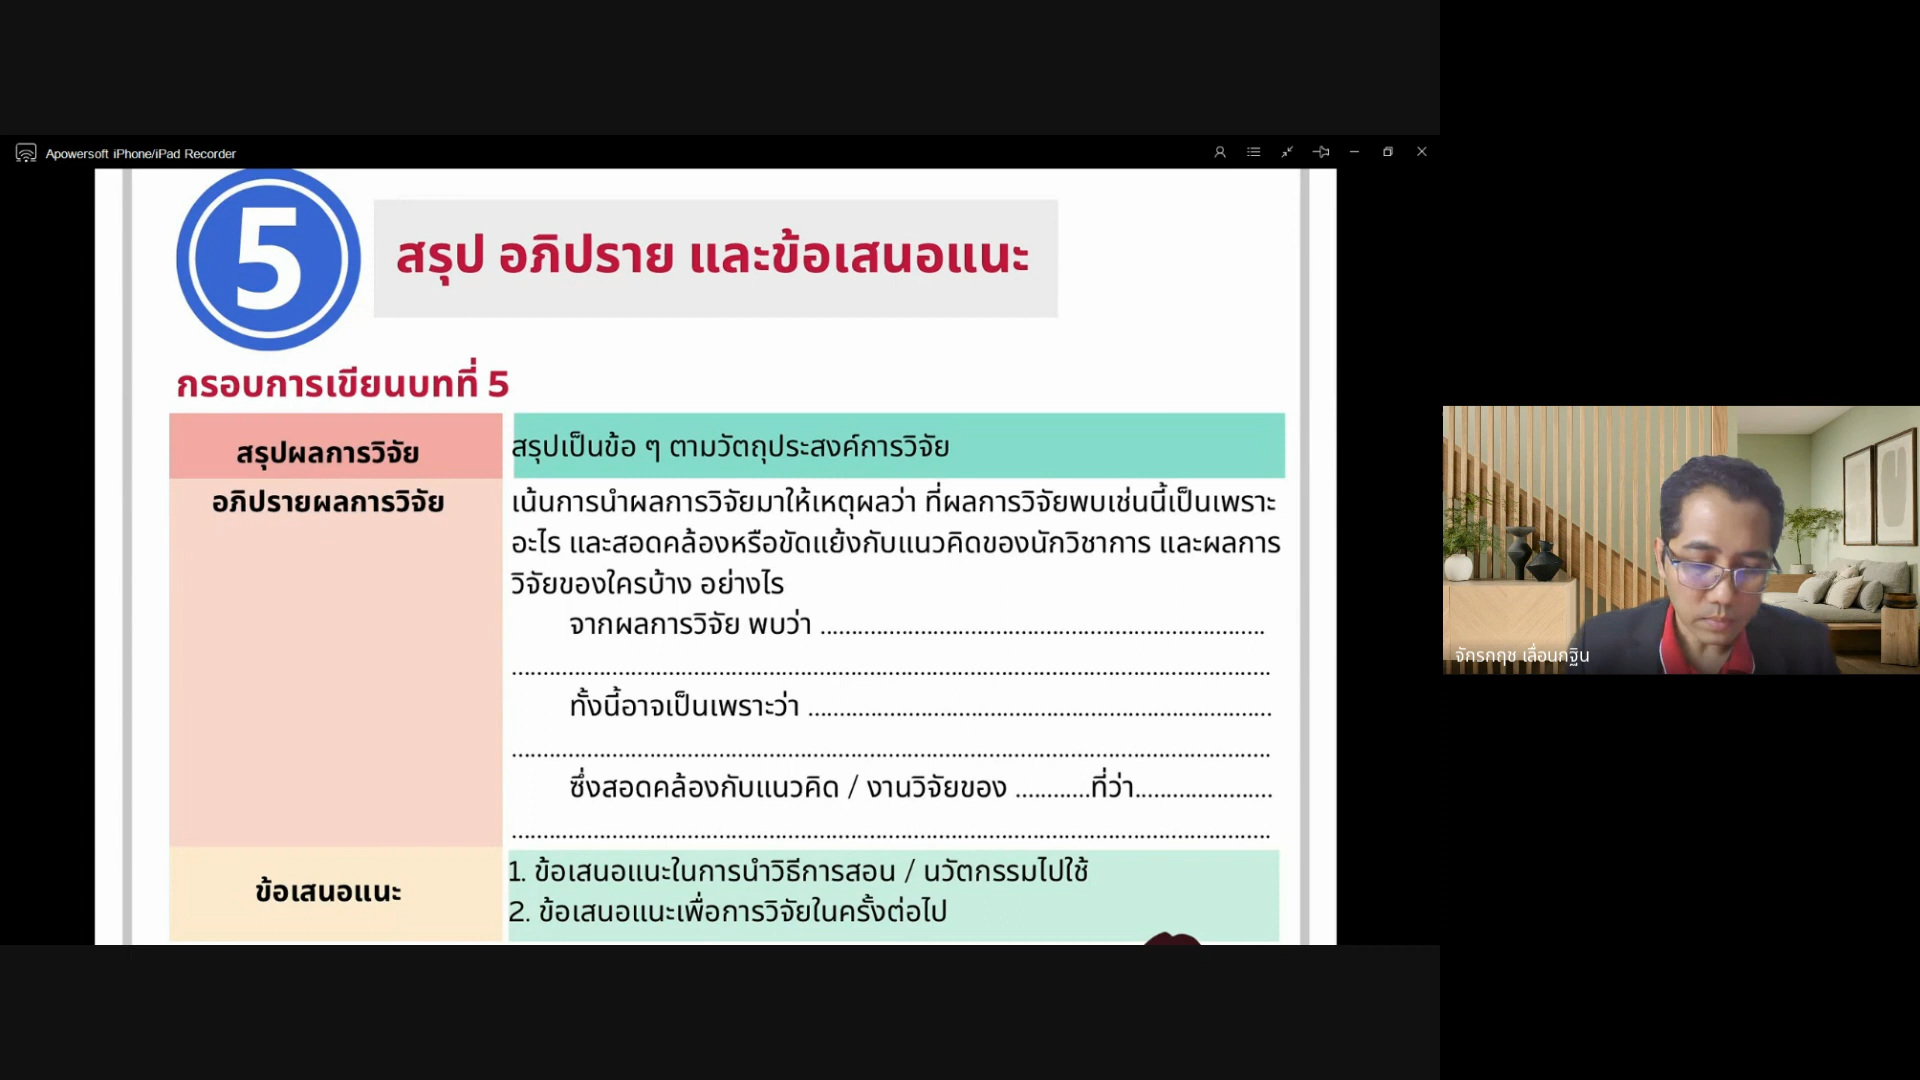 Apowersoft iPhone/iPad Recorder
5
สรุป อภิปราย และข้อเสนอแนะ
กรอบการเขียนบทที่ 5
สรุปผลการวิจัย
สรุปเป็นข้อ ๆ ตามวัตถุประสงค์การวิจัย
อภิปรายผลการวิจัย
เน้นการนำผลการวิจัยมาให้เหตุผลว่า ที่ผลการวิจัยพบเช่นนี้เป็นเพราะ
อะไร และสอดคล้องหรือขัดแย้งกับแนวคิดของนักวิชาการ และผลการ
วิจัยของใครบ้าง อย่างไร
จากผลการวิจัย พบว่า ......................................................................
........................................................................................................................
ทั้งนี้อาจเป็นเพราะว่า .........................................................................
........................................................................................................................
ซึ่งสอดคล้องกับแนวคิด / งานวิจัยของ ............ที่ว่า......................
........................................................................................................................
ข้อเสนอแนะ
1. ข้อเสนอแนะในการนำวิธีการสอน / นวัตกรรมไปใช้
2. ข้อเสนอแนะเพื่อการวิจัยในครั้งต่อไป
จักรกฤช เลื่อนกฐิน